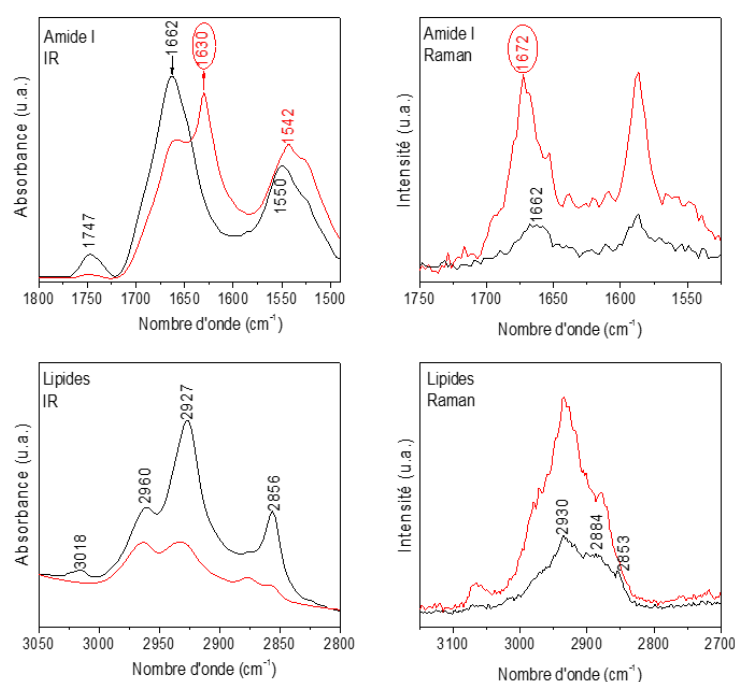 Amide I
IR
1662
1630
1747
1550
1542
Absorbance (u.a.)
1800 1750 1700 1650 1600 1550 1500
Nombre d'onde (cm⁻¹)
Amide I
Raman
1672
1662
Intensité (u.a.)
1750 1700 1650 1600 1550
Nombre d'onde (cm⁻¹)
Lipides
IR
3018
2960
2927
2856
Absorbance (u.a.)
3050 3000 2950 2900 2850 2800
Nombre d'onde (cm⁻¹)
Lipides
Raman
2930
2884
2853
Intensité (u.a.)
3100 3000 2900 2800 2700
Nombre d'onde (cm⁻¹)